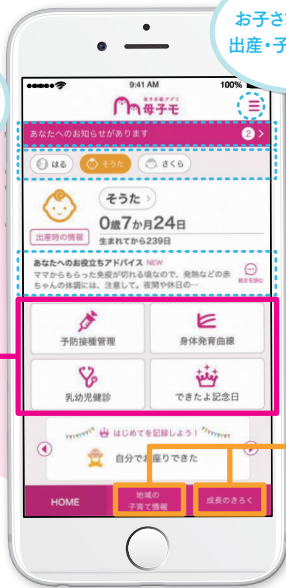 お子さ
出産・子
9:41 AM
100%
母子手帳アプリ
母子モ
あなたへのお知らせがあります
2
はる
そうた
さくら
そうた
0歳7か月24日
出産時の情報
生まれてから239日
あなたへのお役立ちアドバイス NEW
ママからもらった免疫が切れる頃なので、発熱などの赤
ちゃんの体調には、注意して。夜間や休日の…
続きを読む
予防接種管理
身体発育曲線
乳幼児健診
できたよ記念日
はじめてを記録しよう!
自分でお座りできた
HOME
地域の
子育て情報
成長のきろく